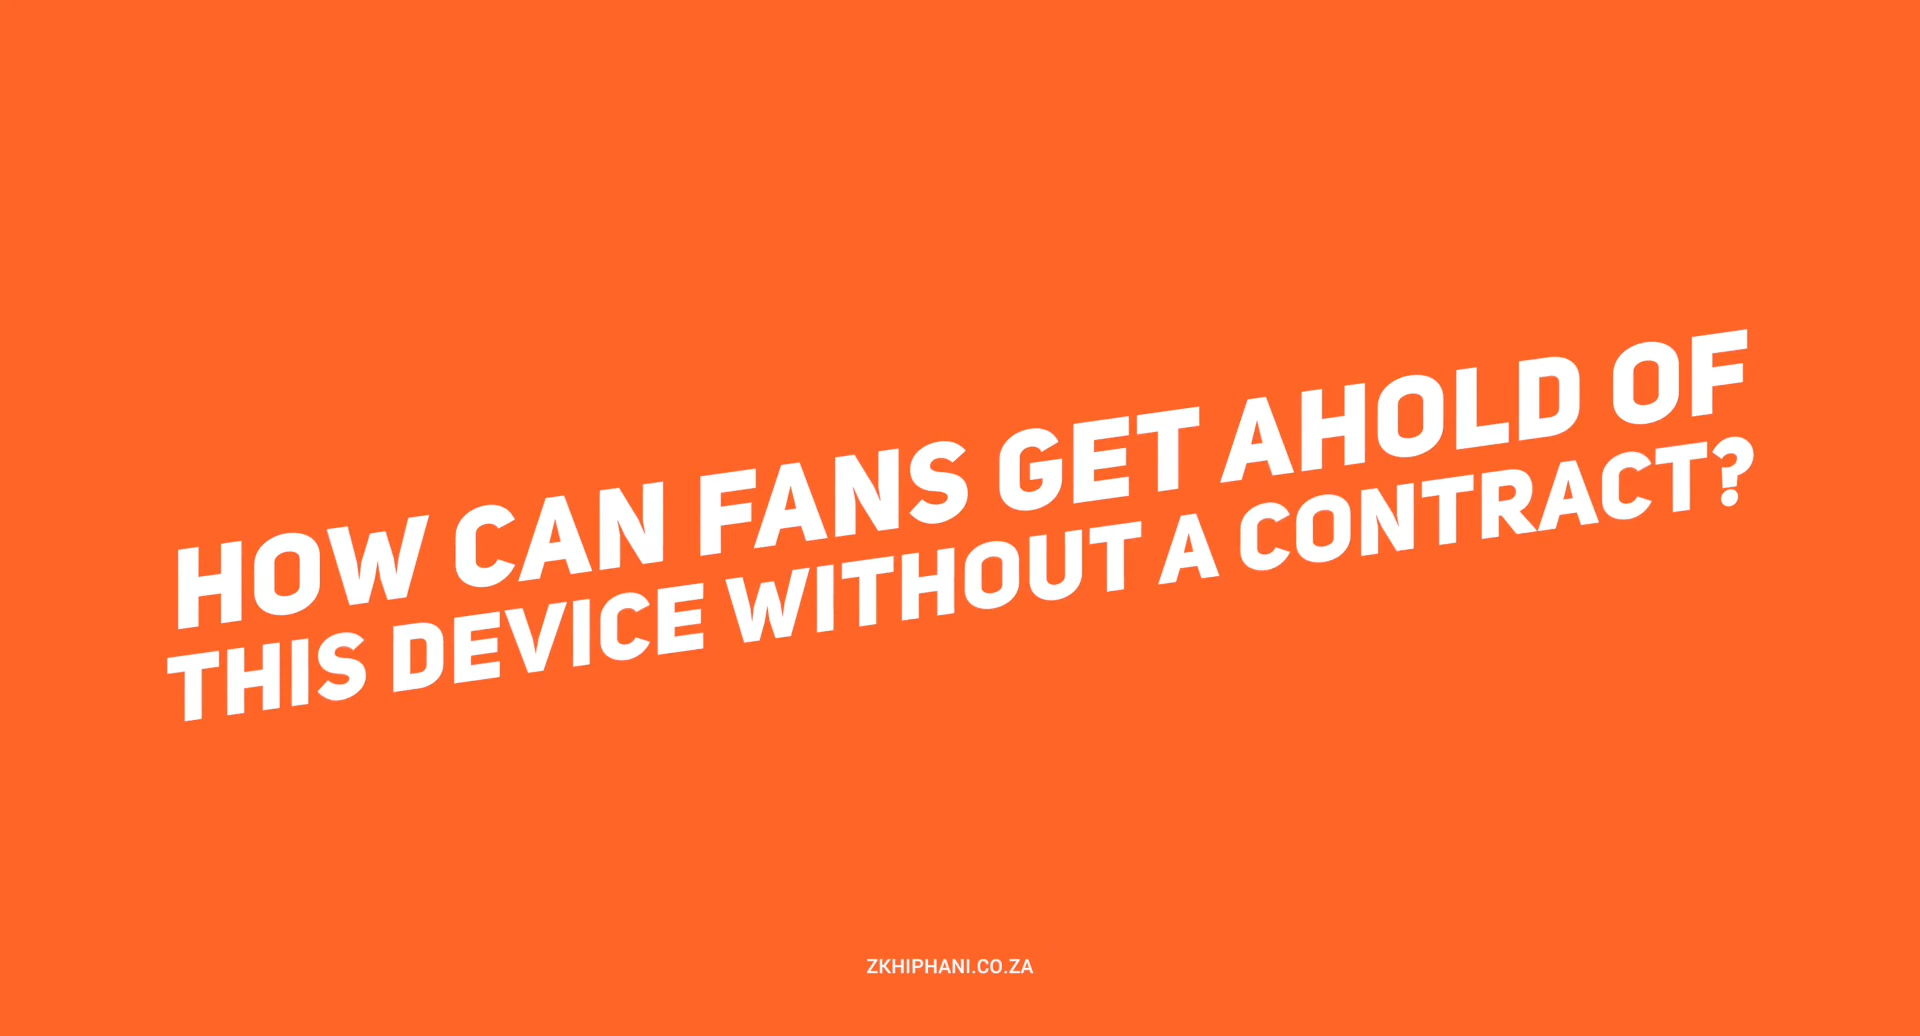 HOW CAN FANS GET AHOLD OF
THIS DEVICE WITHOUT A CONTRACT?
ZKHIPHANI.CO.ZA